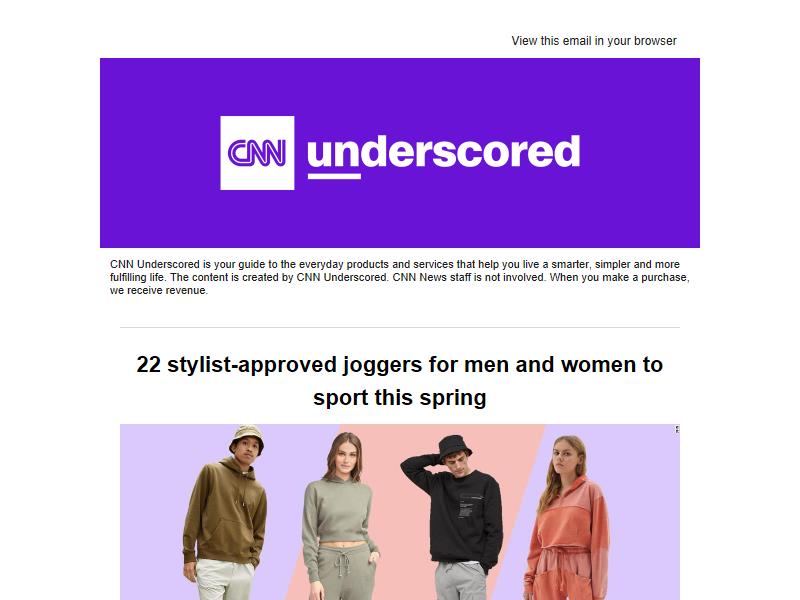 View this email in your browser
CNN underscored
CNN Underscored is your guide to the everyday products and services that help you live a smarter, simpler and more
fulfilling life. The content is created by CNN Underscored. CNN News staff is not involved. When you make a purchase,
we receive revenue.
22 stylist-approved joggers for men and women to
sport this spring